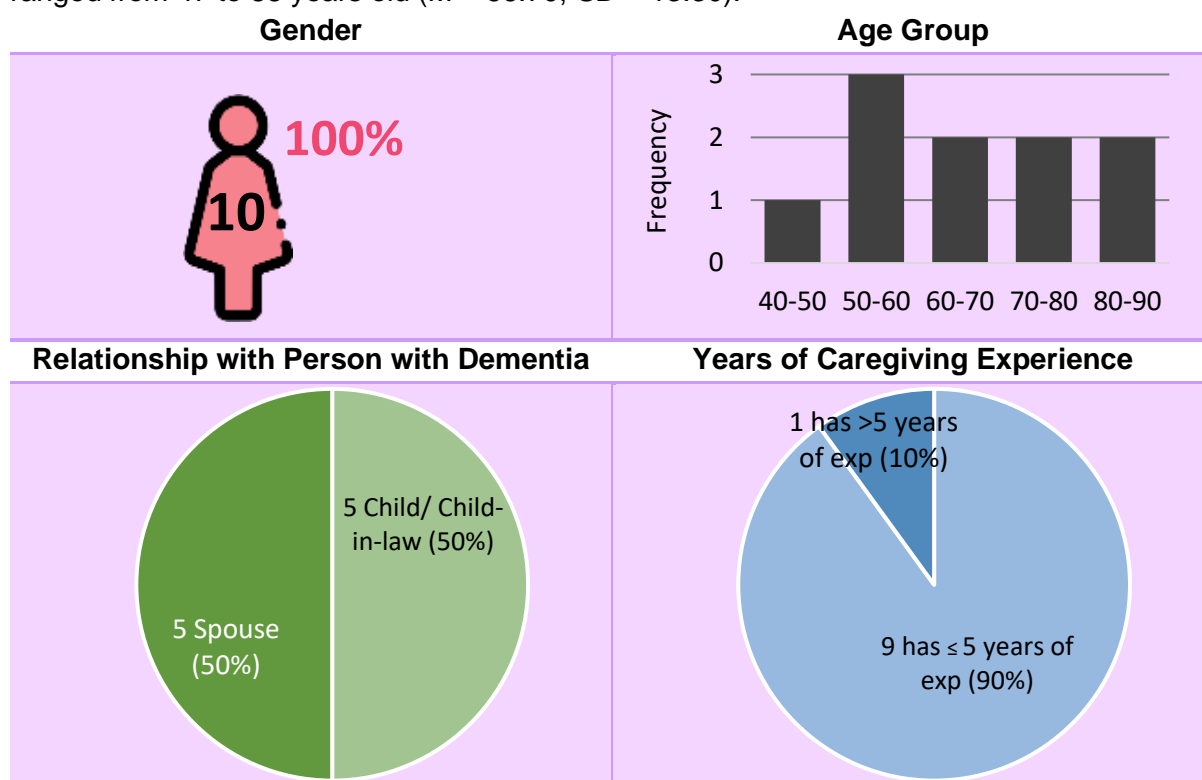 Gender
100%
10
Age Group
Frequency
3
2
1
0
40-50 50-60 60-70 70-80 80-90
Relationship with Person with Dementia
5 Child/ Child-
in-law (50%)
5 Spouse
(50%)
Years of Caregiving Experience
1 has >5 years
of exp (10%)
9 has ≤ 5 years of
exp (90%)